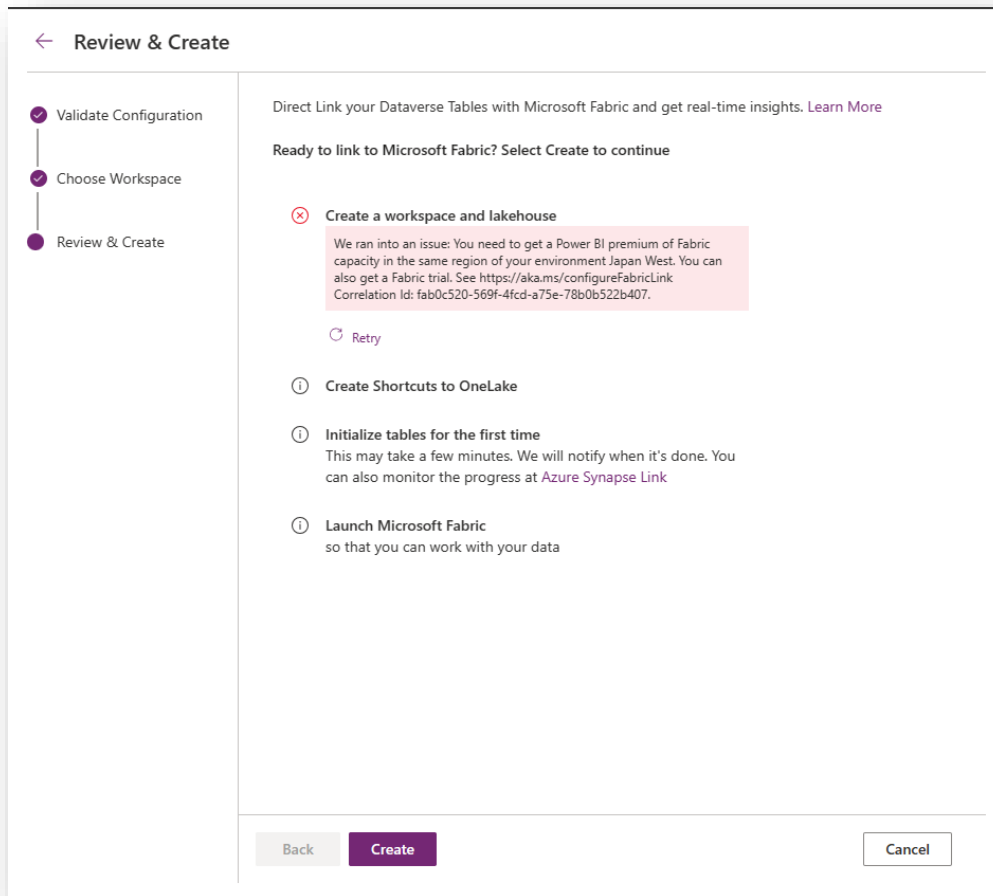 Review & Create
Validate Configuration
Choose Workspace
Review & Create
Direct Link your Dataverse Tables with Microsoft Fabric and get real-time insights. Learn More
Ready to link to Microsoft Fabric? Select Create to continue
Create a workspace and lakehouse
We ran into an issue: You need to get a Power BI premium of Fabric
capacity in the same region of your environment Japan West. You can
also get a Fabric trial. See https://aka.ms/configureFabricLink
Correlation Id: fab0c520-569f-4fcd-a75e-78b0b522b407.
Retry
Create Shortcuts to OneLake
Initialize tables for the first time
This may take a few minutes. We will notify when it's done. You
can also monitor the progress at Azure Synapse Link
Launch Microsoft Fabric
so that you can work with your data
Back
Create
Cancel